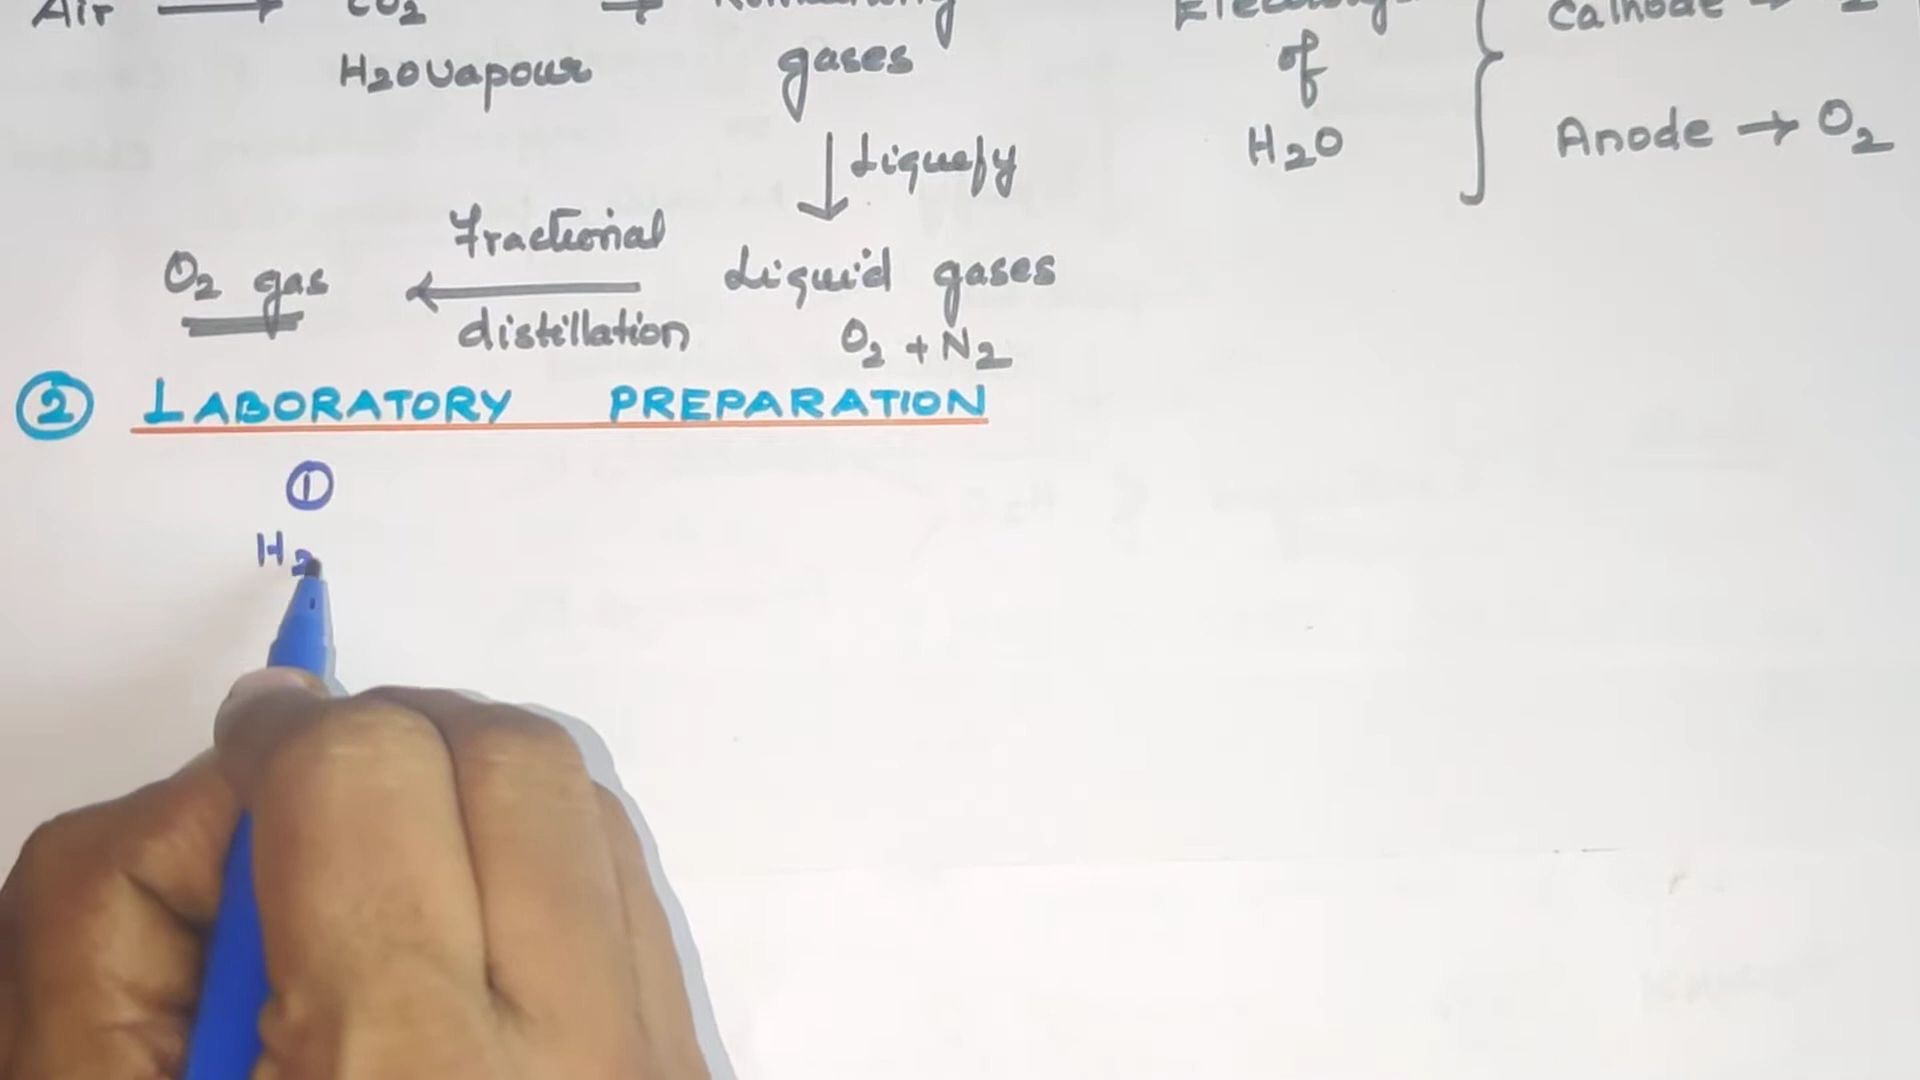 Air → CO2 →
gases
H2O Vapour
of
H2O
Cathode →
Anode → O2
↓ Liquefy
Fractional
O2 gas ← Liquid gases
distillation
O2 + N2
② LABORATORY PREPARATION
①
H2